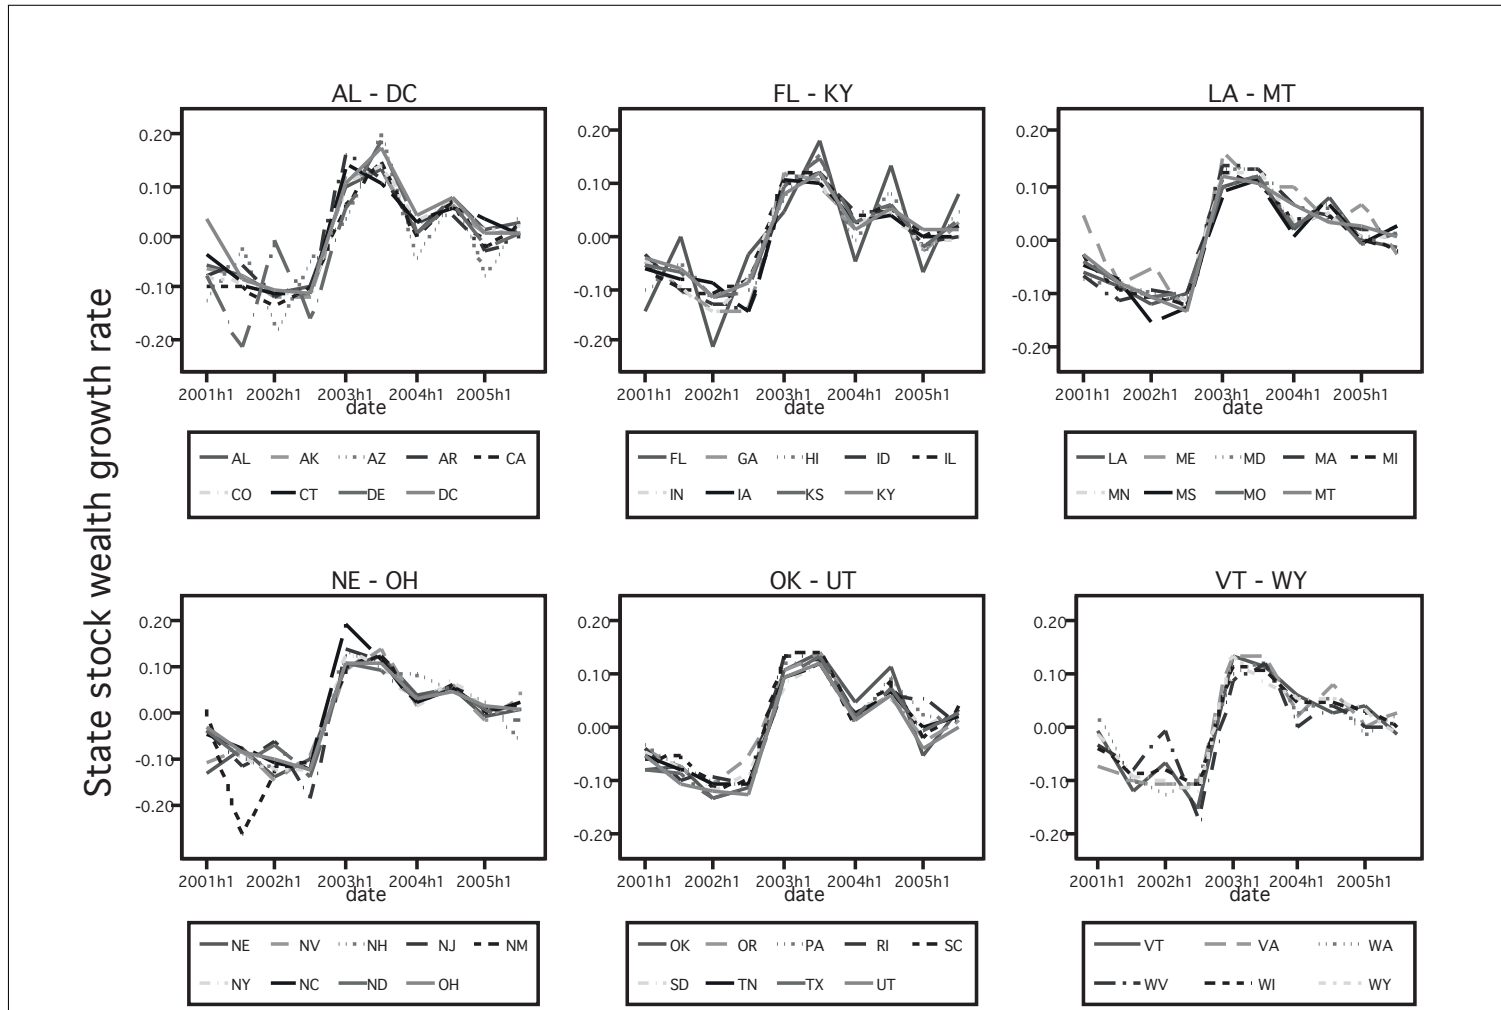 State stock wealth growth rate
AL - DC
0.20
0.10
0.00
-0.10
-0.20
2001h1 2002h1 2003h1 2004h1 2005h1
date
AL AK AZ AR CA
CO CT DE DC
FL - KY
0.20
0.10
0.00
-0.10
-0.20
2001h1 2002h1 2003h1 2004h1 2005h1
date
FL GA HI ID IL
IN IA KS KY
LA - MT
0.20
0.10
0.00
-0.10
-0.20
2001h1 2002h1 2003h1 2004h1 2005h1
date
LA ME MD MA MI
MN MS MO MT
NE - OH
0.20
0.10
0.00
-0.10
-0.20
2001h1 2002h1 2003h1 2004h1 2005h1
date
NE NV NH NJ NM
NY NC ND OH
OK - UT
0.20
0.10
0.00
-0.10
-0.20
2001h1 2002h1 2003h1 2004h1 2005h1
date
OK OR PA RI SC
SD TN TX UT
VT - WY
0.20
0.10
0.00
-0.10
-0.20
2001h1 2002h1 2003h1 2004h1 2005h1
date
VT VA WA
WV WI WY